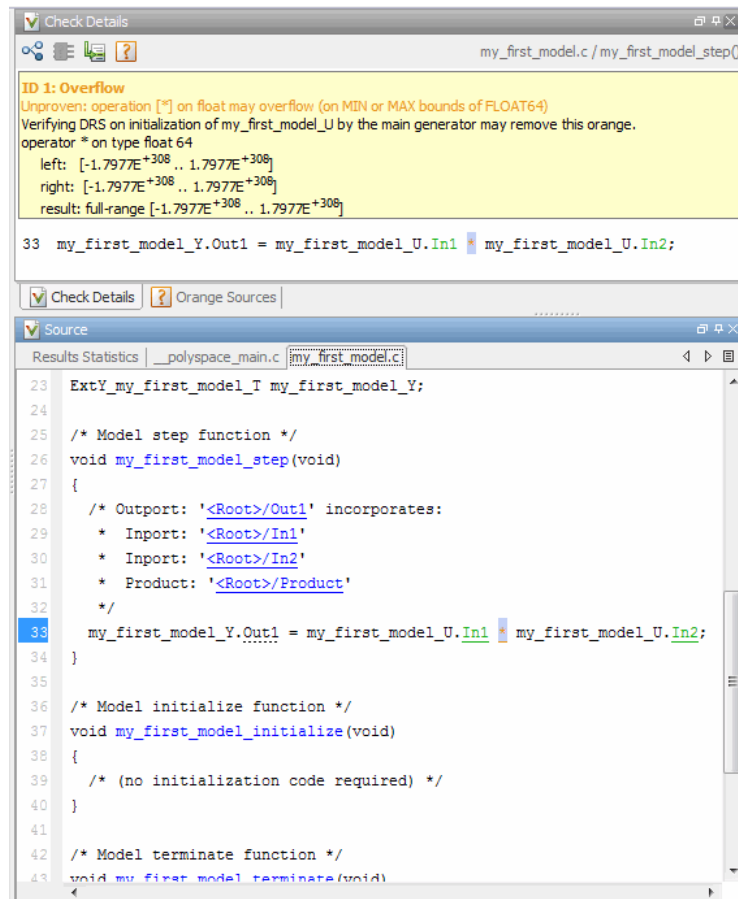 Check Details
my_first_model.c / my_first_model_step()
ID 1: Overflow
Unproven: operation [*] on float may overflow (on MIN or MAX bounds of FLOAT64)
Verifying DRS on initialization of my_first_model_U by the main generator may remove this orange.
operator * on type float 64
left: [-1.7977E+308 .. 1.7977E+308]
right: [-1.7977E+308 .. 1.7977E+308]
result: full-range [-1.7977E+308 .. 1.7977E+308]
33 my_first_model_Y.Out1 = my_first_model_U.In1 * my_first_model_U.In2;
Check Details ? Orange Sources
Source
Results Statistics __polyspace_main.c my_first_model.c
23 ExtY_my_first_model_T my_first_model_Y;
24
25 /* Model step function */
26 void my_first_model_step(void)
27 {
28 /* Outport: '<Root>/Out1' incorporates:
29 * Inport: '<Root>/In1'
30 * Inport: '<Root>/In2'
31 * Product: '<Root>/Product'
32 */
33 my_first_model_Y.Out1 = my_first_model_U.In1 * my_first_model_U.In2;
34 }
35
36 /* Model initialize function */
37 void my_first_model_initialize(void)
38 {
39 /* (no initialization code required) */
40 }
41
42 /* Model terminate function */
43 void my_first_model_terminate(void)